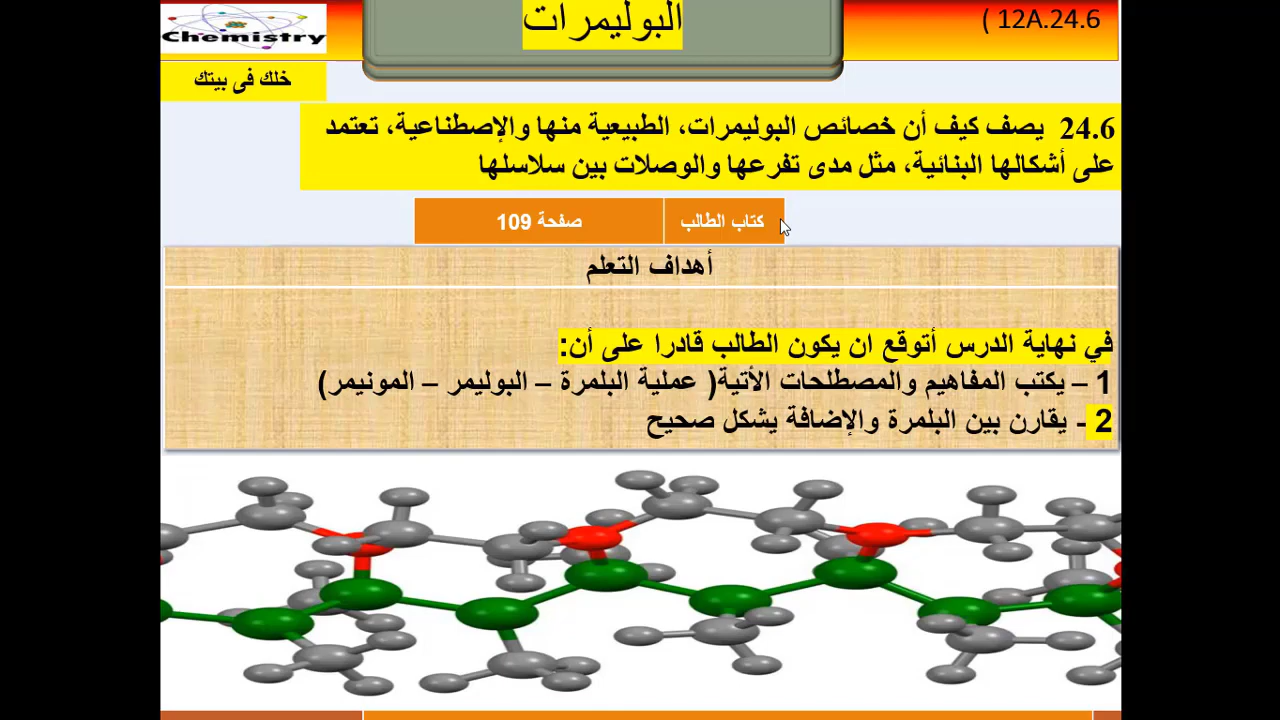 البوليمرات
( 12A.24.6
Chemistry
خلك فى بيتك
24.6 يصف كيف أن خصائص البوليمرات، الطبيعية منها والإصطناعية، تعتمد
على أشكالها البنائية، مثل مدى تفرعها والوصلات بين سلاسلها
كتاب الطالب صفحة 109
أهداف التعلم
في نهاية الدرس أتوقع ان يكون الطالب قادرا على أن:
1 – يكتب المفاهيم والمصطلحات الأتية( عملية البلمرة – البوليمر – المونيمر)
2 - يقارن بين البلمرة والإضافة يشكل صحيح